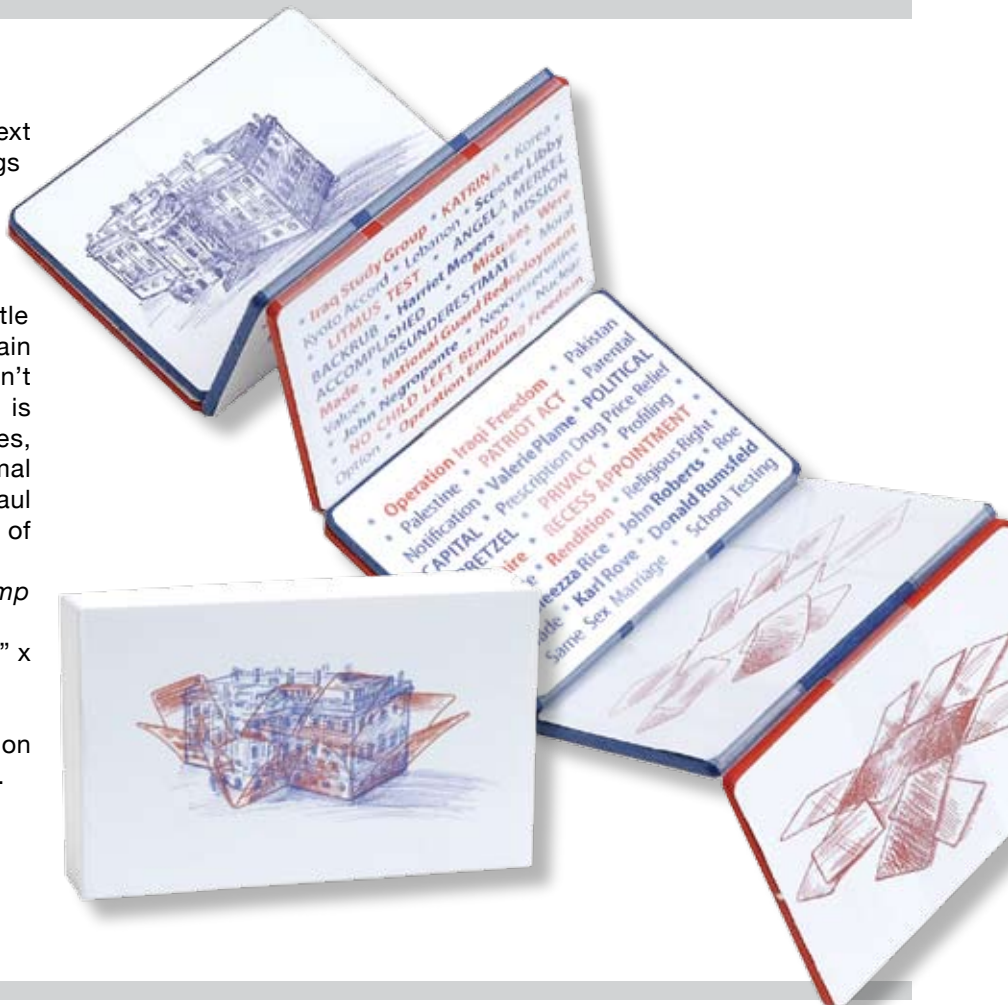 ext
gs
tle
ain
n't
is
es,
nal
aul
of
mp
” x
on
.
• Iraq Study Group • KATRINA • Korea •
Kyoto Accord • Lebanon • Scooter Libby
• LITMUS TEST • ANGELA MERKEL
BACKRUB • Harriet Meyers • MISSION
ACCOMPLISHED • Mistakes Were
Made • MISUNDERESTIMATE • Moral
Values • National Guard Redeployment
• John Negroponte • Neoconservative
• NO CHILD LEFT BEHIND • Nuclear
Option • Operation Enduring Freedom
• Operation Iraqi Freedom • Pakistan
• Palestine • PATRIOT ACT • Parental
Notification • Valerie Plame • POLITICAL
CAPITAL • Prescription Drug Price Relief
PRETZEL • PRIVACY • Profiling •
ire • RECESS APPOINTMENT •
e • Rendition • Religious Right •
eezza Rice • John Roberts • Roe
ade • Karl Rove • Donald Rumsfeld
Same Sex Marriage • School Testing